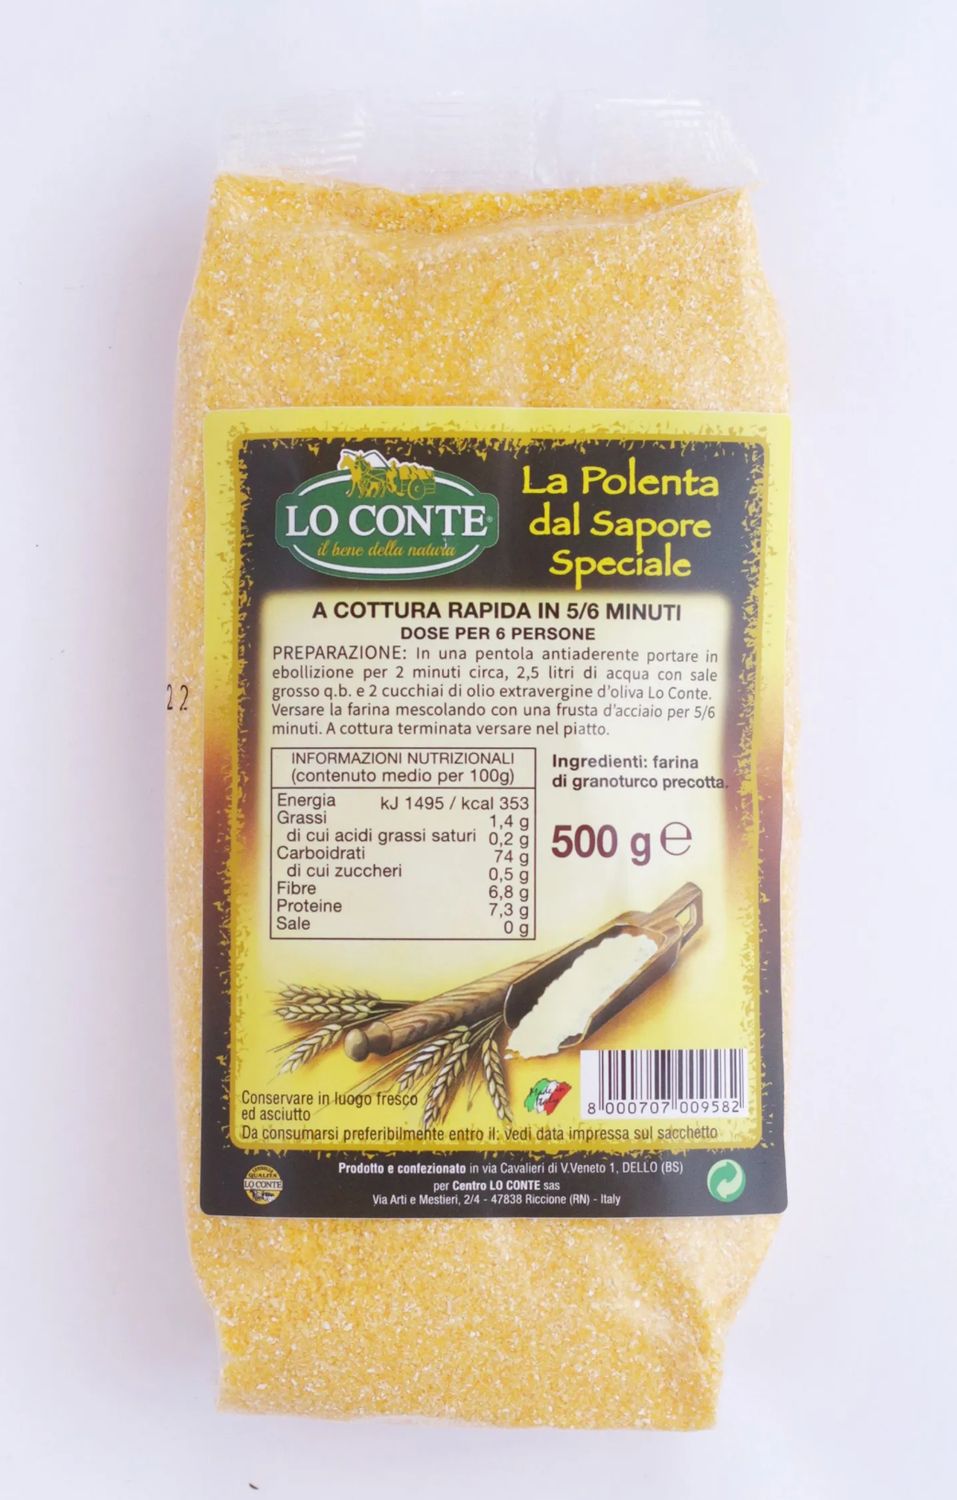 LO CONTE®
il bene della natura
La Polenta
dal Sapore
Speciale
A COTTURA RAPIDA IN 5/6 MINUTI
DOSE PER 6 PERSONE
PREPARAZIONE: In una pentola antiaderente portare in
ebollizione per 2 minuti circa, 2,5 litri di acqua con sale
grosso q.b. e 2 cucchiai di olio extravergine d'oliva Lo Conte.
Versare la farina mescolando con una frusta d'acciaio per 5/6
minuti. A cottura terminata versare nel piatto.
22
INFORMAZIONI NUTRIZIONALI
(contenuto medio per 100g)
Energia kJ 1495 / kcal 353
Grassi 1,4 g
di cui acidi grassi saturi 0,2 g
Carboidrati 74 g
di cui zuccheri 0,5 g
Fibre 6,8 g
Proteine 7,3 g
Sale 0 g
Ingredienti: farina
di granoturco precotta.
500 g ℮
Made in
Italy
8 000707 009582
Conservare in luogo fresco
ed asciutto
Da consumarsi preferibilmente entro il: vedi data impressa sul sacchetto
QUALITÀ
LO CONTE
Prodotto e confezionato in via Cavalieri di V.Veneto 1, DELLO (BS)
per Centro LO CONTE sas
Via Arti e Mestieri, 2/4 - 47838 Riccione (RN) - Italy